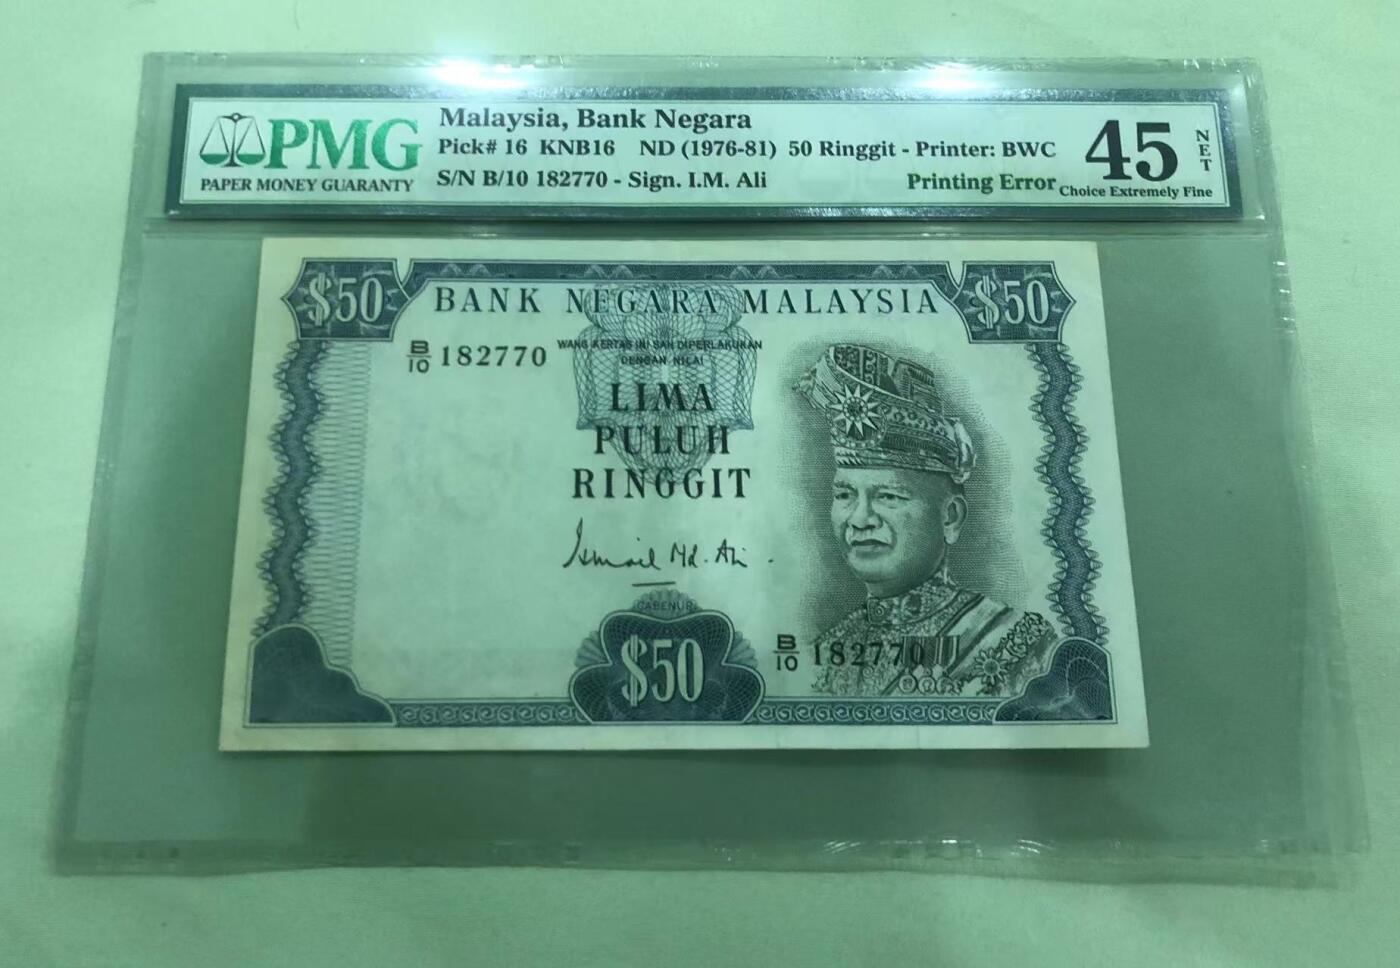 PMG
PAPER MONEY GUARANTY
Malaysia, Bank Negara
Pick# 16 KNB16 ND (1976-81) 50 Ringgit - Printer: BWC
S/N B/10 182770 - Sign. I.M. Ali
Printing Error
45
NET
Choice Extremely Fine
$50
BANK NEGARA MALAYSIA
$50
B/10 182770
WANG KERTAS INI SAH DIPERLAKUKAN
DENGAN NILAI
LIMA
PULUH
RINGGIT
Ismail Md. Ali
GABENUR
$50
B/10 182770